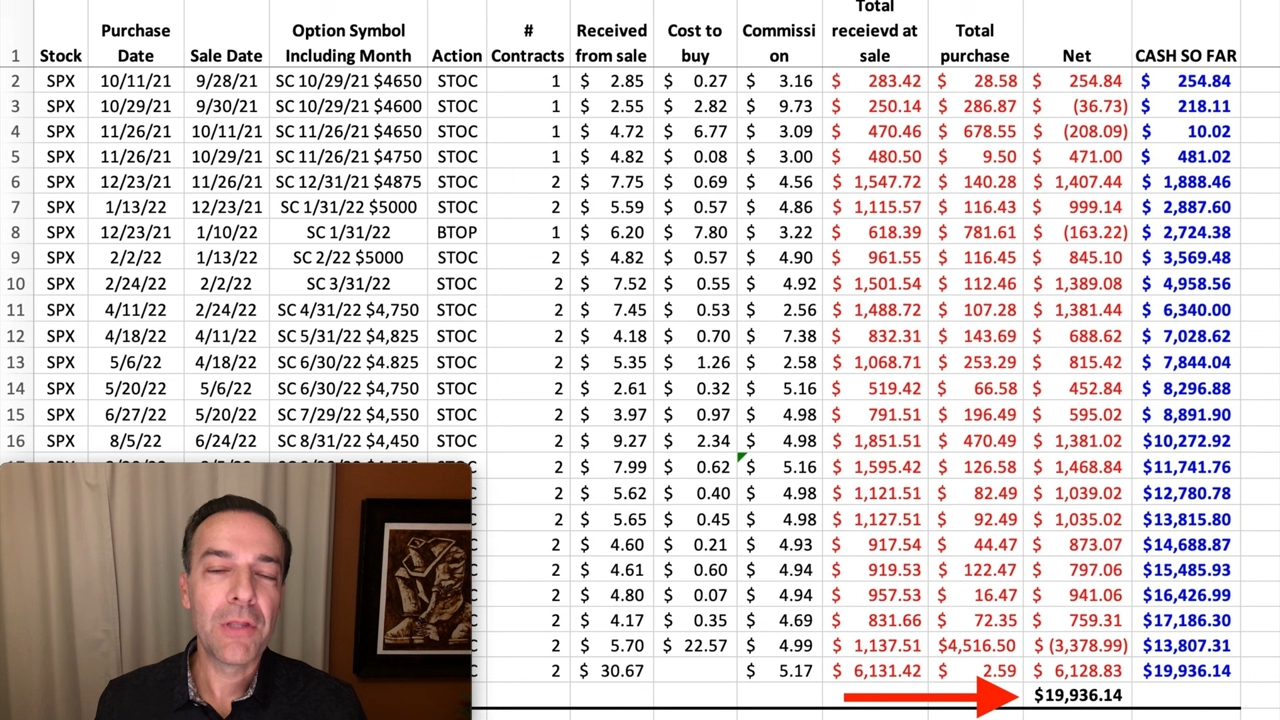 1 Stock Purchase Date Sale Date Option Symbol Including Month Action # Contracts Received from sale Cost to buy Commissi on Total receievd at sale Total purchase Net CASH SO FAR
2 SPX 10/11/21 9/28/21 SC 10/29/21 $4650 STOC 1 $ 2.85 $ 0.27 $ 3.16 $ 283.42 $ 28.58 $ 254.84 $ 254.84
3 SPX 10/29/21 9/30/21 SC 10/29/21 $4600 STOC 1 $ 2.55 $ 2.82 $ 9.73 $ 250.14 $ 286.87 $ (36.73) $ 218.11
4 SPX 11/26/21 10/11/21 SC 11/26/21 $4650 STOC 1 $ 4.72 $ 6.77 $ 3.09 $ 470.46 $ 678.55 $ (208.09) $ 10.02
5 SPX 11/26/21 10/29/21 SC 11/26/21 $4750 STOC 1 $ 4.82 $ 0.08 $ 3.00 $ 480.50 $ 9.50 $ 471.00 $ 481.02
6 SPX 12/23/21 11/26/21 SC 12/31/21 $4875 STOC 2 $ 7.75 $ 0.69 $ 4.56 $ 1,547.72 $ 140.28 $ 1,407.44 $ 1,888.46
7 SPX 1/13/22 12/23/21 SC 1/31/22 $5000 STOC 2 $ 5.59 $ 0.57 $ 4.86 $ 1,115.57 $ 116.43 $ 999.14 $ 2,887.60
8 SPX 12/23/21 1/10/22 SC 1/31/22 BTOP 1 $ 6.20 $ 7.80 $ 3.22 $ 618.39 $ 781.61 $ (163.22) $ 2,724.38
9 SPX 2/2/22 1/13/22 SC 2/22 $5000 STOC 2 $ 4.82 $ 0.57 $ 4.90 $ 961.55 $ 116.45 $ 845.10 $ 3,569.48
10 SPX 2/24/22 2/2/22 SC 3/31/22 STOC 2 $ 7.52 $ 0.55 $ 4.92 $ 1,501.54 $ 112.46 $ 1,389.08 $ 4,958.56
11 SPX 4/11/22 2/24/22 SC 4/31/22 $4,750 STOC 2 $ 7.45 $ 0.53 $ 2.56 $ 1,488.72 $ 107.28 $ 1,381.44 $ 6,340.00
12 SPX 4/18/22 4/11/22 SC 5/31/22 $4,825 STOC 2 $ 4.18 $ 0.70 $ 7.38 $ 832.31 $ 143.69 $ 688.62 $ 7,028.62
13 SPX 5/6/22 4/18/22 SC 6/30/22 $4.825 STOC 2 $ 5.35 $ 1.26 $ 2.58 $ 1,068.71 $ 253.29 $ 815.42 $ 7,844.04
14 SPX 5/20/22 5/6/22 SC 6/30/22 $4,750 STOC 2 $ 2.61 $ 0.32 $ 5.16 $ 519.42 $ 66.58 $ 452.84 $ 8,296.88
15 SPX 6/27/22 5/20/22 SC 7/29/22 $4,550 STOC 2 $ 3.97 $ 0.97 $ 4.98 $ 791.51 $ 196.49 $ 595.02 $ 8,891.90
16 SPX 8/5/22 6/24/22 SC 8/31/22 $4,450 STOC 2 $ 9.27 $ 2.34 $ 4.98 $ 1,851.51 $ 470.49 $ 1,381.02 $10,272.92
2 $ 7.99 $ 0.62 $ 5.16 $ 1,595.42 $ 126.58 $ 1,468.84 $11,741.76
2 $ 5.62 $ 0.40 $ 4.98 $ 1,121.51 $ 82.49 $ 1,039.02 $12,780.78
2 $ 5.65 $ 0.45 $ 4.98 $ 1,127.51 $ 92.49 $ 1,035.02 $13,815.80
2 $ 4.60 $ 0.21 $ 4.93 $ 917.54 $ 44.47 $ 873.07 $14,688.87
2 $ 4.61 $ 0.60 $ 4.94 $ 919.53 $ 122.47 $ 797.06 $15,485.93
2 $ 4.80 $ 0.07 $ 4.94 $ 957.53 $ 16.47 $ 941.06 $16,426.99
2 $ 4.17 $ 0.35 $ 4.69 $ 831.66 $ 72.35 $ 759.31 $17,186.30
2 $ 5.70 $ 22.57 $ 4.99 $ 1,137.51 $4,516.50 $ (3,378.99) $13,807.31
2 $ 30.67 $ 5.17 $ 6,131.42 $ 2.59 $ 6,128.83 $19,936.14
$19,936.14